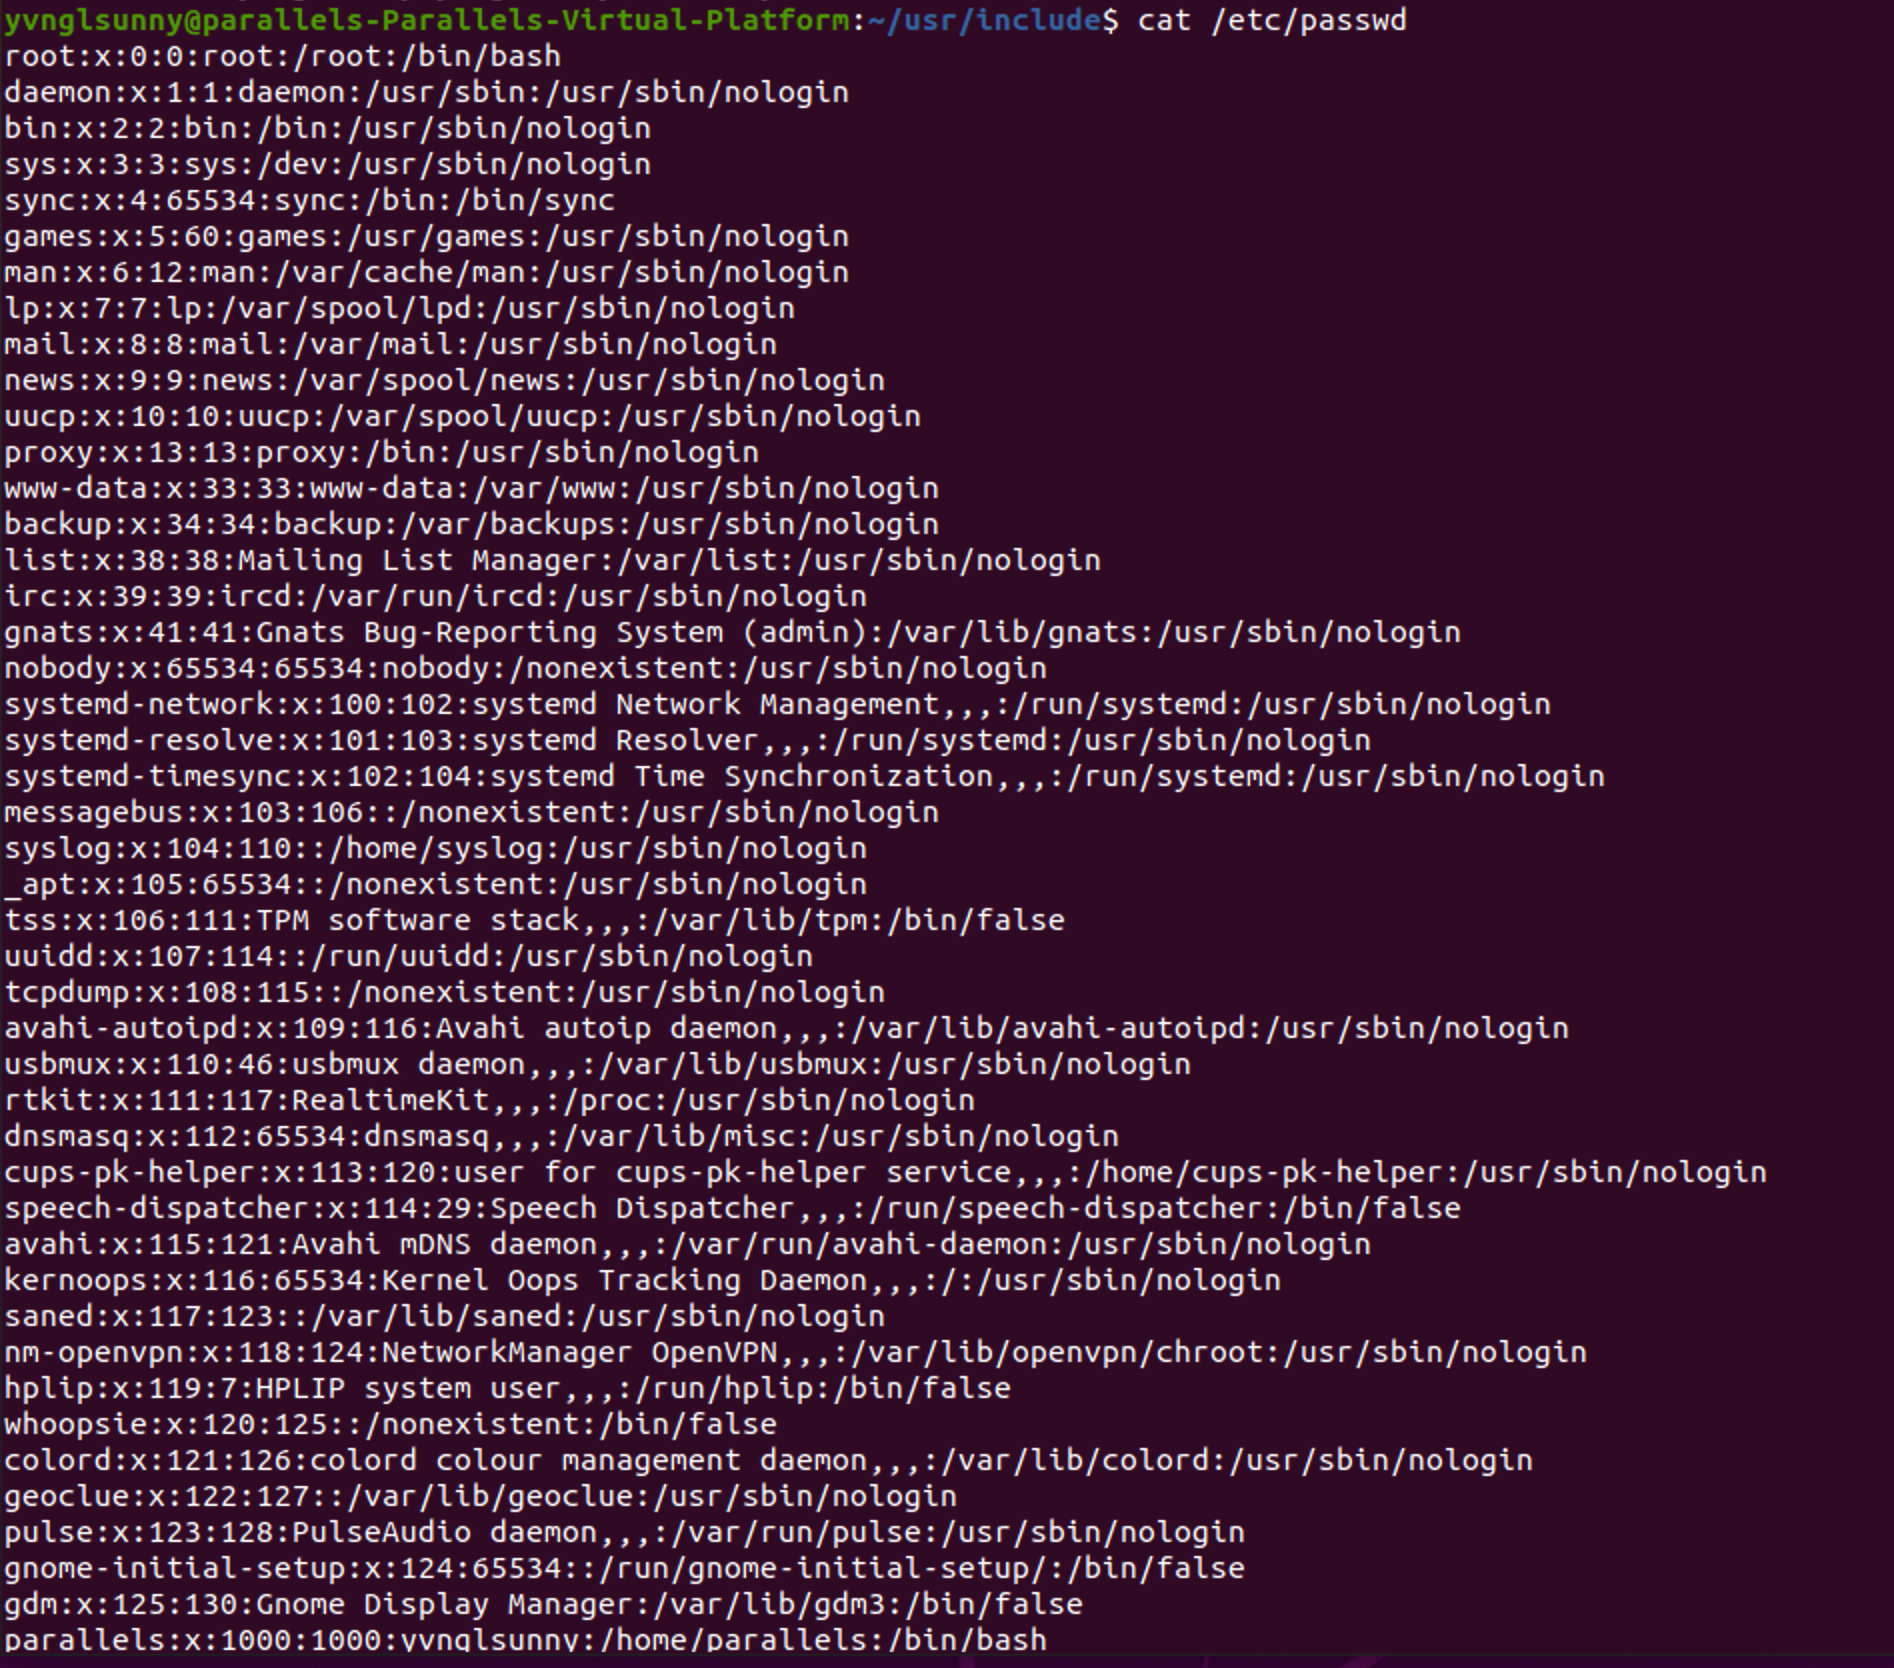 yvnglsunny@parallels-Parallels-Virtual-Platform:~/usr/include$ cat /etc/passwd
root:x:0:0:root:/root:/bin/bash
daemon:x:1:1:daemon:/usr/sbin:/usr/sbin/nologin
bin:x:2:2:bin:/bin:/usr/sbin/nologin
sys:x:3:3:sys:/dev:/usr/sbin/nologin
sync:x:4:65534:sync:/bin:/bin/sync
games:x:5:60:games:/usr/games:/usr/sbin/nologin
man:x:6:12:man:/var/cache/man:/usr/sbin/nologin
lp:x:7:7:lp:/var/spool/lpd:/usr/sbin/nologin
mail:x:8:8:mail:/var/mail:/usr/sbin/nologin
news:x:9:9:news:/var/spool/news:/usr/sbin/nologin
uucp:x:10:10:uucp:/var/spool/uucp:/usr/sbin/nologin
proxy:x:13:13:proxy:/bin:/usr/sbin/nologin
www-data:x:33:33:www-data:/var/www:/usr/sbin/nologin
backup:x:34:34:backup:/var/backups:/usr/sbin/nologin
list:x:38:38:Mailing List Manager:/var/list:/usr/sbin/nologin
irc:x:39:39:ircd:/var/run/ircd:/usr/sbin/nologin
gnats:x:41:41:Gnats Bug-Reporting System (admin):/var/lib/gnats:/usr/sbin/nologin
nobody:x:65534:65534:nobody:/nonexistent:/usr/sbin/nologin
systemd-network:x:100:102:systemd Network Management,,,:/run/systemd:/usr/sbin/nologin
systemd-resolve:x:101:103:systemd Resolver,,,:/run/systemd:/usr/sbin/nologin
systemd-timesync:x:102:104:systemd Time Synchronization,,,:/run/systemd:/usr/sbin/nologin
messagebus:x:103:106::/nonexistent:/usr/sbin/nologin
syslog:x:104:110::/home/syslog:/usr/sbin/nologin
_apt:x:105:65534::/nonexistent:/usr/sbin/nologin
tss:x:106:111:TPM software stack,,,:/var/lib/tpm:/bin/false
uuidd:x:107:114::/run/uuidd:/usr/sbin/nologin
tcpdump:x:108:115::/nonexistent:/usr/sbin/nologin
avahi-autoipd:x:109:116:Avahi autoip daemon,,,:/var/lib/avahi-autoipd:/usr/sbin/nologin
usbmux:x:110:46:usbmux daemon,,,:/var/lib/usbmux:/usr/sbin/nologin
rtkit:x:111:117:RealtimeKit,,,:/proc:/usr/sbin/nologin
dnsmasq:x:112:65534:dnsmasq,,,:/var/lib/misc:/usr/sbin/nologin
cups-pk-helper:x:113:120:user for cups-pk-helper service,,,:/home/cups-pk-helper:/usr/sbin/nologin
speech-dispatcher:x:114:29:Speech Dispatcher,,,:/run/speech-dispatcher:/bin/false
avahi:x:115:121:Avahi mDNS daemon,,,:/var/run/avahi-daemon:/usr/sbin/nologin
kernoops:x:116:65534:Kernel Oops Tracking Daemon,,,:/:/usr/sbin/nologin
saned:x:117:123::/var/lib/saned:/usr/sbin/nologin
nm-openvpn:x:118:124:NetworkManager OpenVPN,,,:/var/lib/openvpn/chroot:/usr/sbin/nologin
hplip:x:119:7:HPLIP system user,,,:/run/hplip:/bin/false
whoopsie:x:120:125::/nonexistent:/bin/false
colord:x:121:126:colord colour management daemon,,,:/var/lib/colord:/usr/sbin/nologin
geoclue:x:122:127::/var/lib/geoclue:/usr/sbin/nologin
pulse:x:123:128:PulseAudio daemon,,,:/var/run/pulse:/usr/sbin/nologin
gnome-initial-setup:x:124:65534::/run/gnome-initial-setup/:/bin/false
gdm:x:125:130:Gnome Display Manager:/var/lib/gdm3:/bin/false
parallels:x:1000:1000:yvnglsunny:/home/parallels:/bin/bash